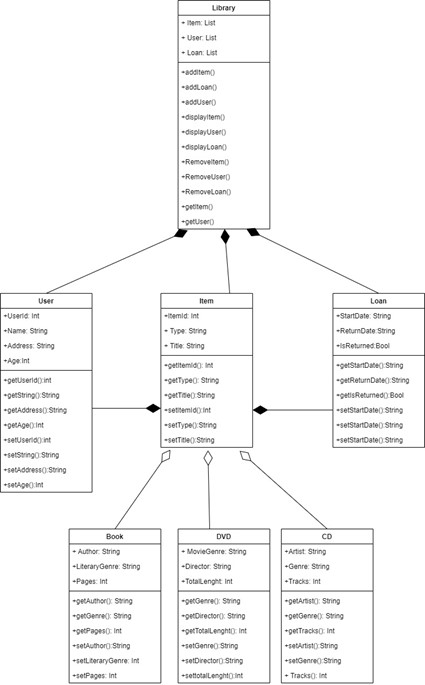 Library
+ Item: List
+ User: List
+ Loan: List
+addItem()
+addLoan()
+addUser()
+displayItem()
+displayUser()
+displayLoan()
+RemoveItem()
+RemoveUser()
+RemoveLoan()
+getItem()
+getUser()
User
+UserId: Int
+Name: String
+Address: String
+Age:Int
+getUserId():int
+getString():String
+getAddress():String
+getAge():Int
+setUserId():int
+setString():String
+setAddress():String
+setAge():Int
Item
+ItemId: Int
+ Type: String
+ Title: String
+getItemId(): Int
+getType(): String
+getTitle():String
+setItemId():Int
+setType():String
+setTitle():String
Loan
+StartDate: String
+ReturnDate:String
+IsReturned:Bool
+getStartDate():String
+getReturnDate():String
+getIsReturned():Bool
+setStartDate():String
+setStartDate():String
+setStartDate():String
Book
+ Author: String
+LiteraryGenre: String
+Pages: Int
+getAuthor(): String
+getGenre(): String
+getPages(): Int
+setAuthor():String
+setLiteraryGenre: Int
+setPages: Int
DVD
+ MovieGenre: String
+Director: String
+TotalLenght: Int
+getGenre(): String
+getDirector(): String
+getTotalLenght(): Int
+setGenre():String
+setDirector():String
+settotalLenght():Int
CD
+Artist: String
+Genre: String
+Tracks: Int
+getArtist(): String
+getGenre(): String
+getTracks(): Int
+setArtist():String
+setGenre():String
+ Tracks(): Int